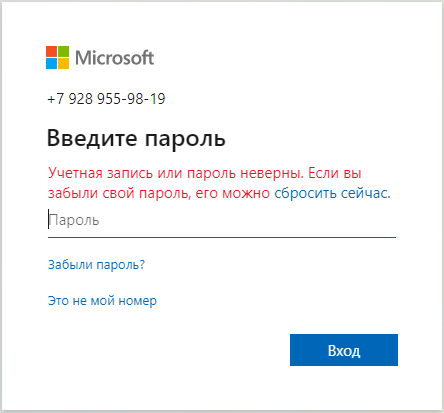 Microsoft
+7 928 955-98-19
Введите пароль
Учетная запись или пароль неверны. Если вы
забыли свой пароль, его можно сбросить сейчас.
Пароль
Забыли пароль?
Это не мой номер
Вход